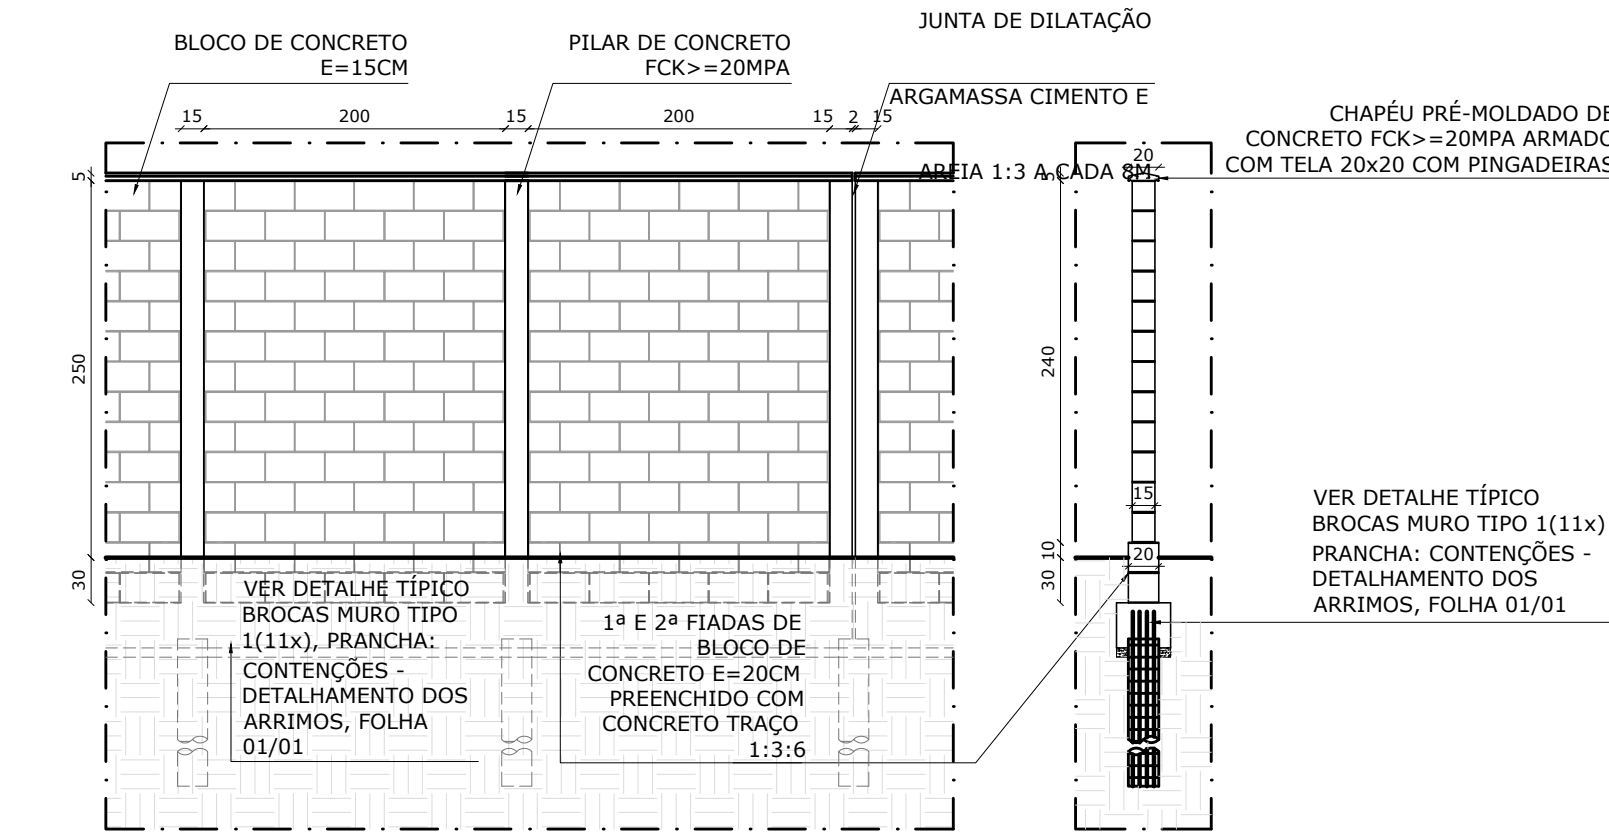 JUNTA DE DILATAÇÃO
BLOCO DE CONCRETO
E=15CM
PILAR DE CONCRETO
FCK>=20MPA
ARGAMASSA CIMENTO E
AREIA 1:3 A CADA 8M
CHAPÉU PRÉ-MOLDADO DE
CONCRETO FCK>=20MPA ARMADO
COM TELA 20x20 COM PINGADEIRAS
15
200
15
200
15
2
15
5
250
30
20
5
240
15
10
20
30
VER DETALHE TÍPICO
BROCAS MURO TIPO
1(11x), PRANCHA:
CONTENÇÕES -
DETALHAMENTO DOS
ARRIMOS, FOLHA
01/01
1ª E 2ª FIADAS DE
BLOCO DE
CONCRETO E=20CM
PREENCHIDO COM
CONCRETO TRAÇO
1:3:6
VER DETALHE TÍPICO
BROCAS MURO TIPO 1(11x)
PRANCHA: CONTENÇÕES -
DETALHAMENTO DOS
ARRIMOS, FOLHA 01/01